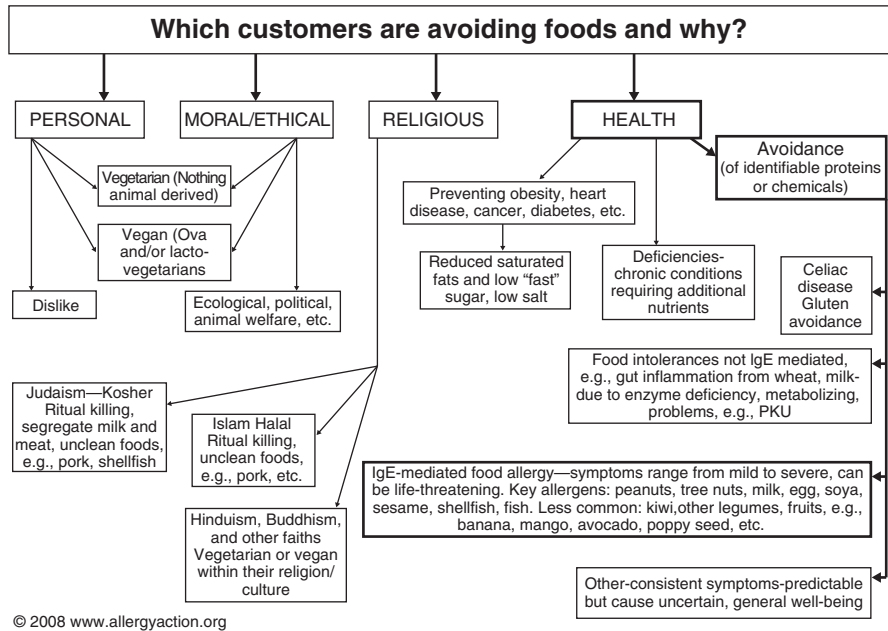 Which customers are avoiding foods and why?
PERSONAL
MORAL/ETHICAL
RELIGIOUS
HEALTH
Avoidance
(of identifiable proteins
or chemicals)
Vegetarian (Nothing
animal derived)
Vegan (Ova
and/or lacto-
vegetarians
Dislike
Ecological, political,
animal welfare, etc.
Preventing obesity, heart
disease, cancer, diabetes, etc.
Reduced saturated
fats and low “fast”
sugar, low salt
Deficiencies-
chronic conditions
requiring additional
nutrients
Celiac
disease
Gluten
avoidance
Food intolerances not IgE mediated,
e.g., gut inflammation from wheat, milk-
due to enzyme deficiency, metabolizing,
problems, e.g., PKU
Judaism—Kosher
Ritual killing,
segregate milk and
meat, unclean foods,
e.g., pork, shellfish
Islam Halal
Ritual killing,
unclean foods,
e.g., pork, etc.
IgE-mediated food allergy—symptoms range from mild to severe, can
be life-threatening. Key allergens: peanuts, tree nuts, milk, egg, soya,
sesame, shellfish, fish. Less common: kiwi,other legumes, fruits, e.g.,
banana, mango, avocado, poppy seed, etc.
Hinduism, Buddhism,
and other faiths
Vegetarian or vegan
within their religion/
culture
Other-consistent symptoms-predictable
but cause uncertain, general well-being
© 2008 www.allergyaction.org